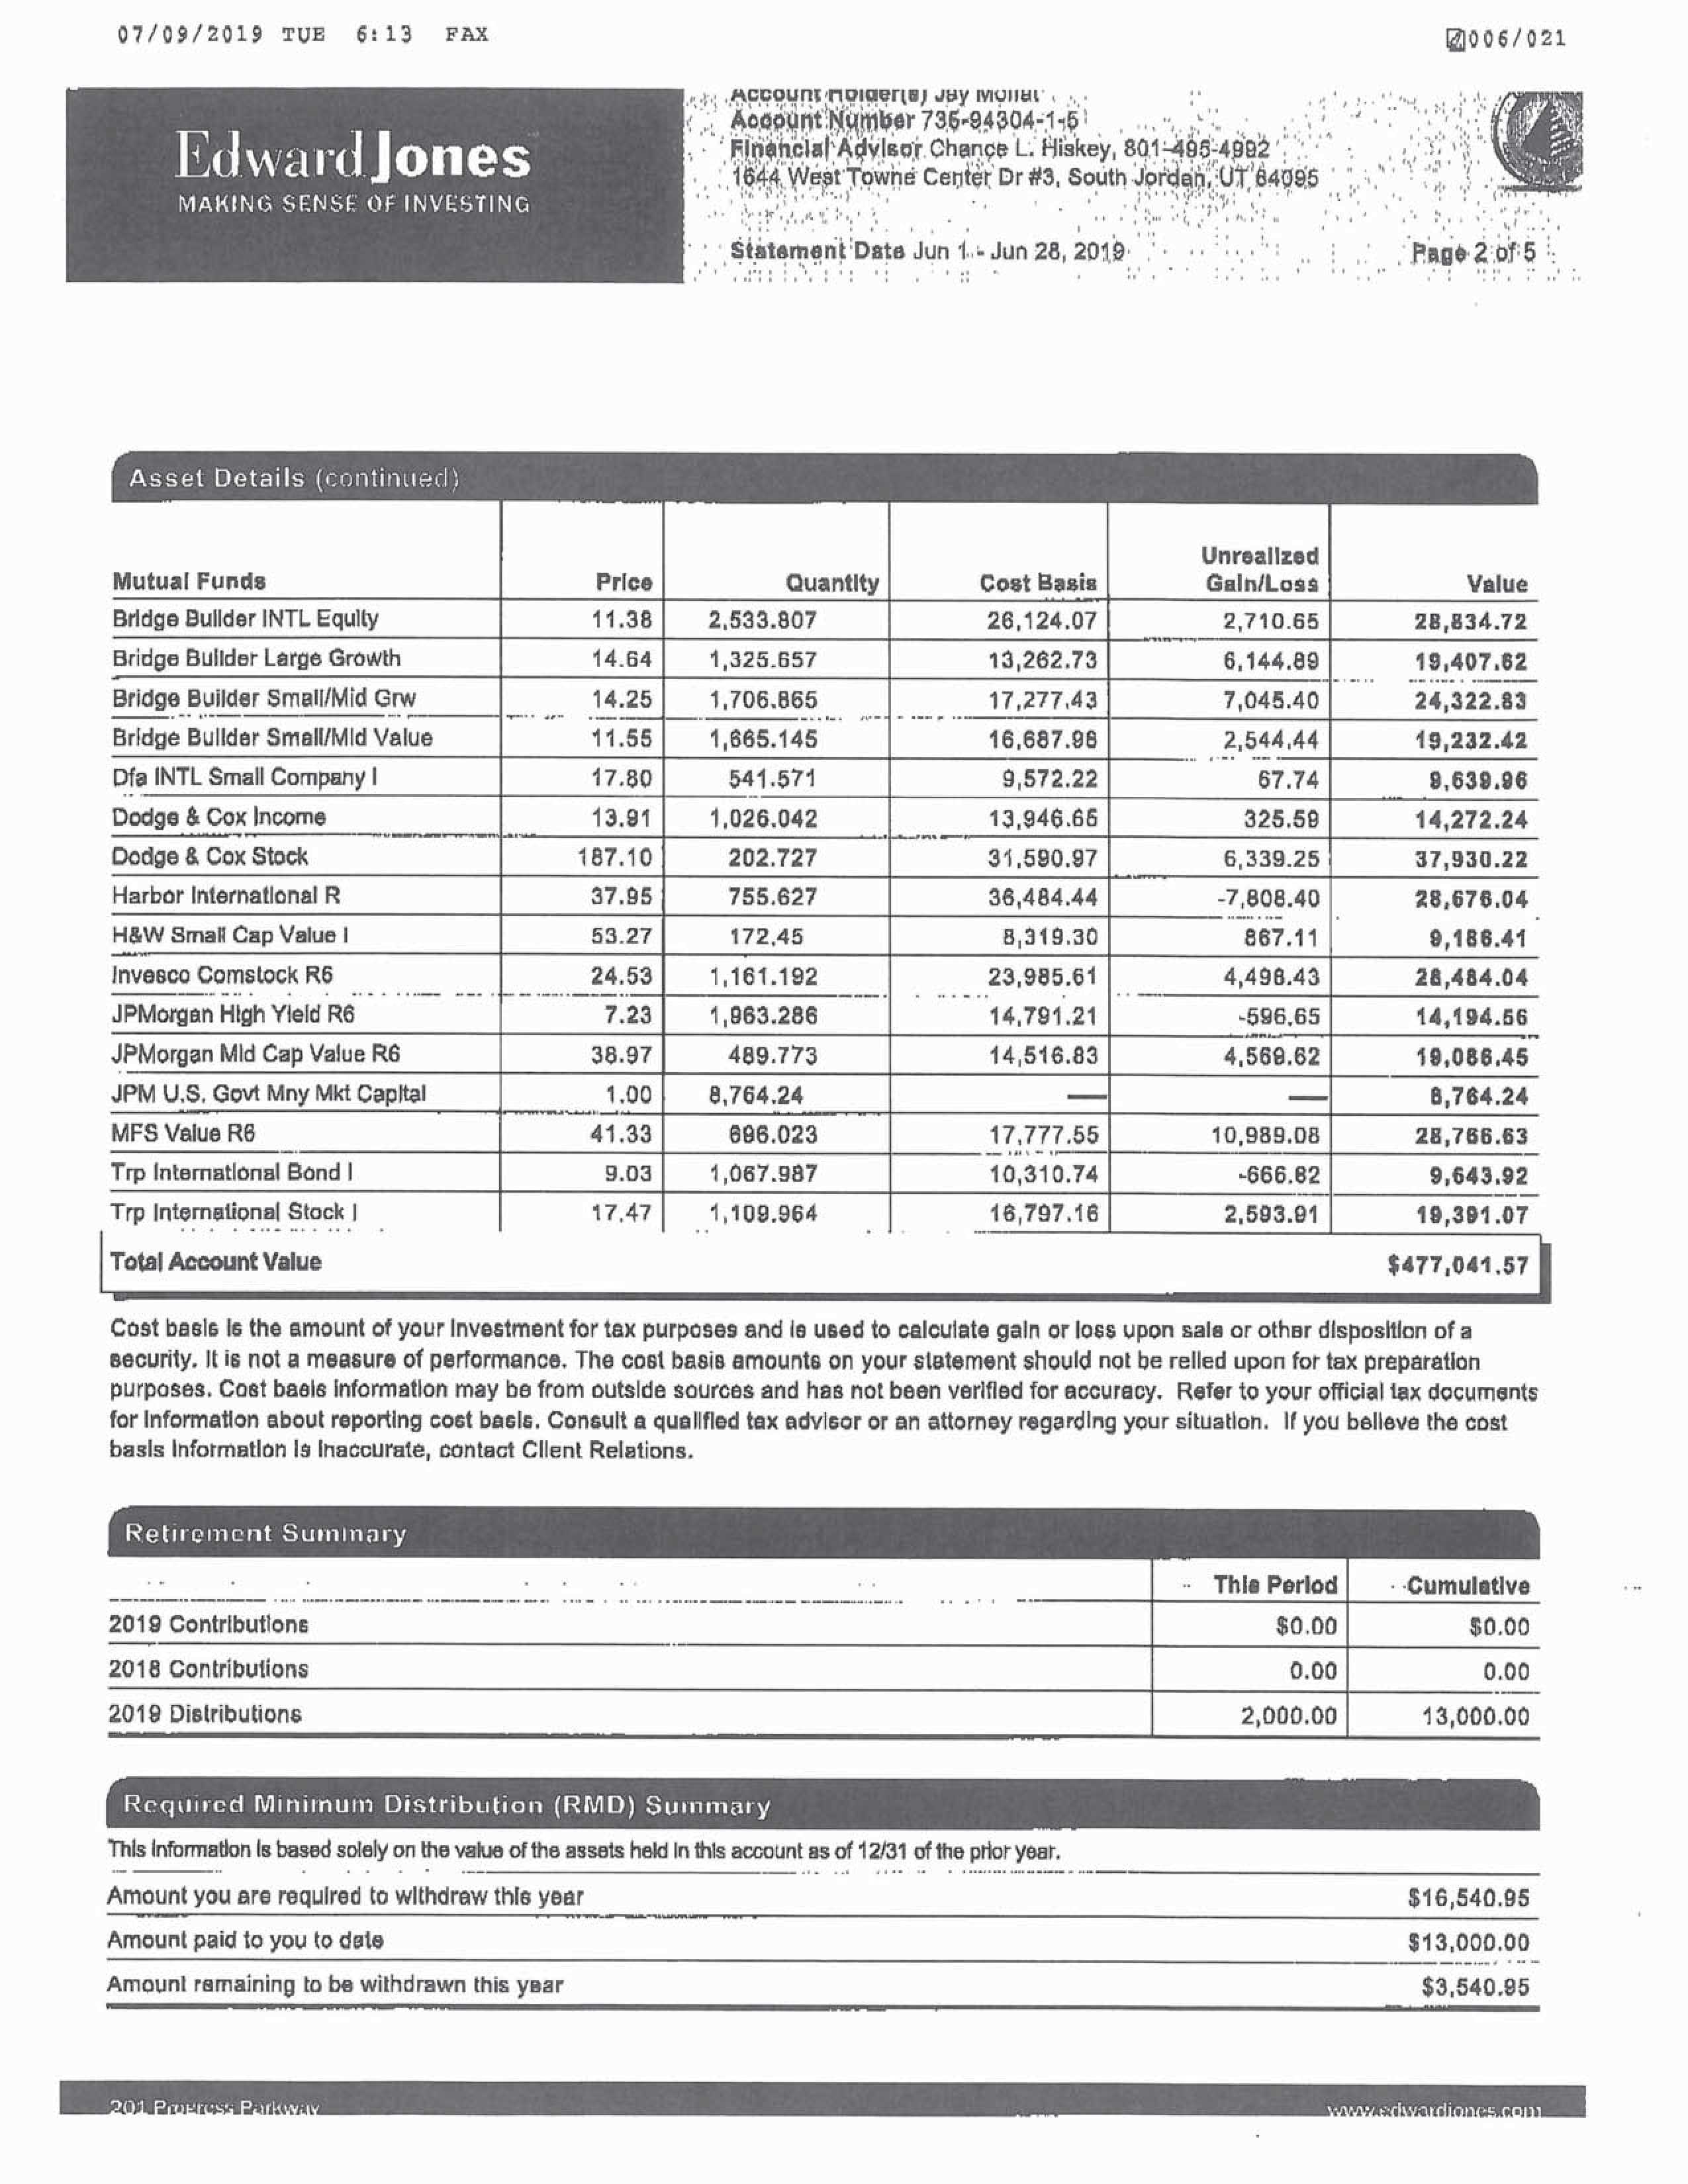 07/09/2019 TUE 6:13 FAX
006/021
Edward Jones
MAKING SENSE OF INVESTING
Account Holder(s) Jay
Account Number 735-94304-1-5
Financial Advisor Chance L. Hiskey, 801-495-4992
1644 West Towne Center Dr #3, South Jordan, UT 84095
Statement Date Jun 1 - Jun 28, 2019
Page 2 of 5
Asset Details (continued)
Mutual Funds Price Quantity Cost Basis Unrealized Gain/Loss Value
Bridge Builder INTL Equity 11.38 2,533.807 26,124.07 2,710.65 28,834.72
Bridge Builder Large Growth 14.64 1,325.657 13,262.73 6,144.89 19,407.62
Bridge Builder Small/Mid Grw 14.25 1,706.865 17,277.43 7,045.40 24,322.83
Bridge Builder Small/Mid Value 11.55 1,665.145 16,687.98 2,544.44 19,232.42
Dfa INTL Small Company I 17.80 541.571 9,572.22 67.74 9,639.96
Dodge & Cox Income 13.91 1,026.042 13,946.65 325.59 14,272.24
Dodge & Cox Stock 187.10 202.727 31,590.97 6,339.25 37,930.22
Harbor International R 37.95 755.627 36,484.44 -7,808.40 28,676.04
H&W Small Cap Value I 53.27 172.45 8,319.30 867.11 9,186.41
Invesco Comstock R6 24.53 1,161.192 23,985.61 4,498.43 28,484.04
JPMorgan High Yield R6 7.23 1,963.286 14,791.21 -596.65 14,194.56
JPMorgan Mid Cap Value R6 38.97 489.773 14,516.83 4,569.62 19,086.45
JPM U.S. Govt Mny Mkt Capital 1.00 8,764.24 — — 8,764.24
MFS Value R6 41.33 696.023 17,777.55 10,989.08 28,766.63
Trp International Bond I 9.03 1,067.987 10,310.74 -666.82 9,643.92
Trp International Stock I 17.47 1,109.964 16,797.16 2,593.91 19,391.07
Total Account Value $477,041.57
Cost basis is the amount of your investment for tax purposes and is used to calculate gain or loss upon sale or other disposition of a
security. It is not a measure of performance. The cost basis amounts on your statement should not be relied upon for tax preparation
purposes. Cost basis information may be from outside sources and has not been verified for accuracy. Refer to your official tax documents
for information about reporting cost basis. Consult a qualified tax advisor or an attorney regarding your situation. If you believe the cost
basis information is inaccurate, contact Client Relations.
Retirement Summary
This Period Cumulative
2019 Contributions $0.00 $0.00
2018 Contributions 0.00 0.00
2019 Distributions 2,000.00 13,000.00
Required Minimum Distribution (RMD) Summary
This information is based solely on the value of the assets held in this account as of 12/31 of the prior year.
Amount you are required to withdraw this year $16,540.95
Amount paid to you to date $13,000.00
Amount remaining to be withdrawn this year $3,540.95
201 Progress Parkway
www.edwardjones.com